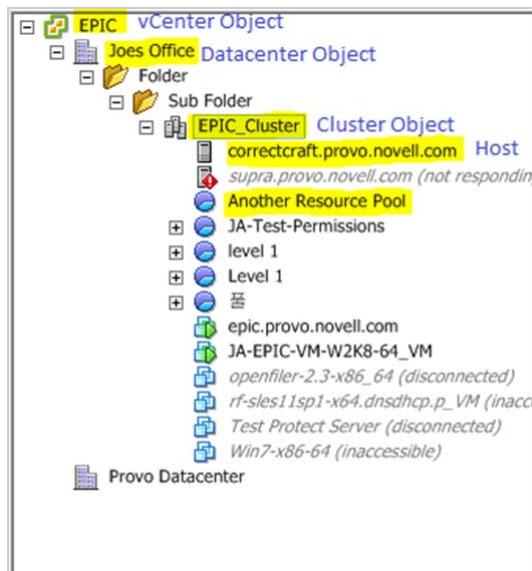 EPIC vCenter Object
Joes Office Datacenter Object
Folder
Sub Folder
EPIC_Cluster Cluster Object
correctcraft.provo.novell.com Host
supra.provo.novell.com (not respondin
Another Resource Pool
JA-Test-Permissions
level 1
Level 1
풀
epic.provo.novell.com
JA-EPIC-VM-W2K8-64_VM
openfiler-2.3-x86_64 (disconnected)
rf-sles11sp1-x64.dnsdhcp.p_VM (inacc
Test Protect Server (disconnected)
Win7-x86-64 (inaccessible)
Provo Datacenter